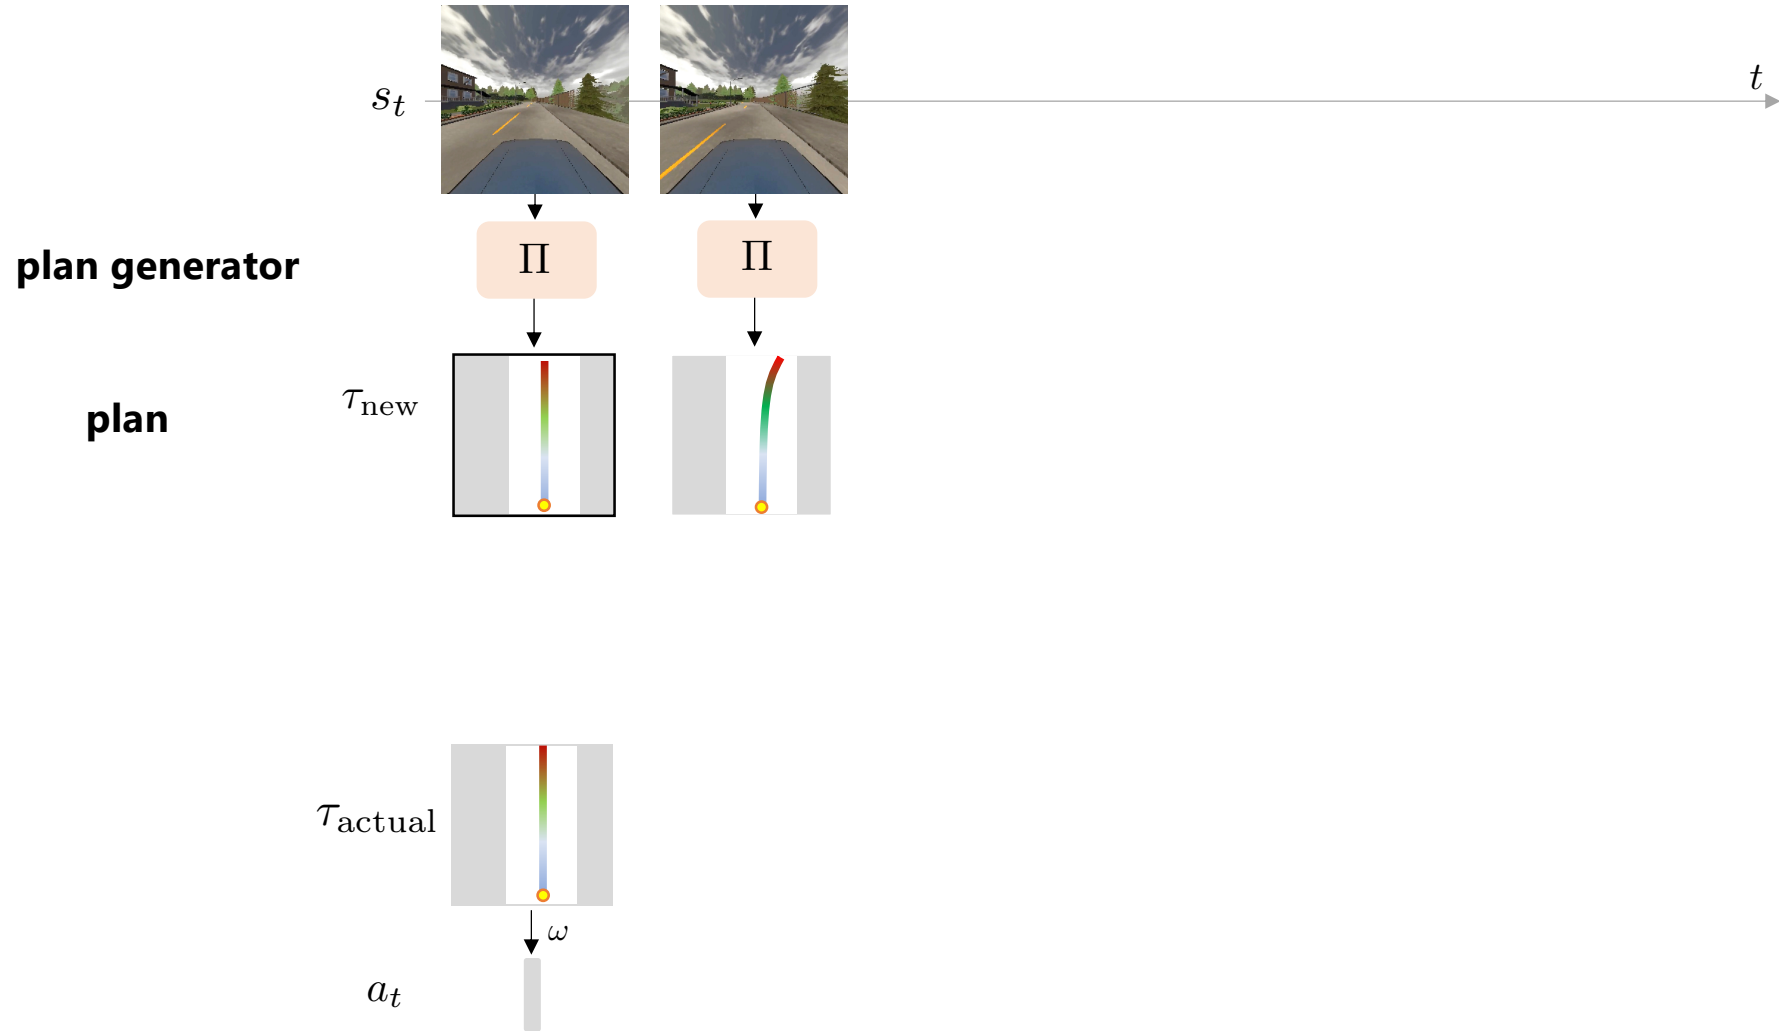 t
s_t
Π Π
plan generator
τ_new
plan
τ_actual
ω
a_t